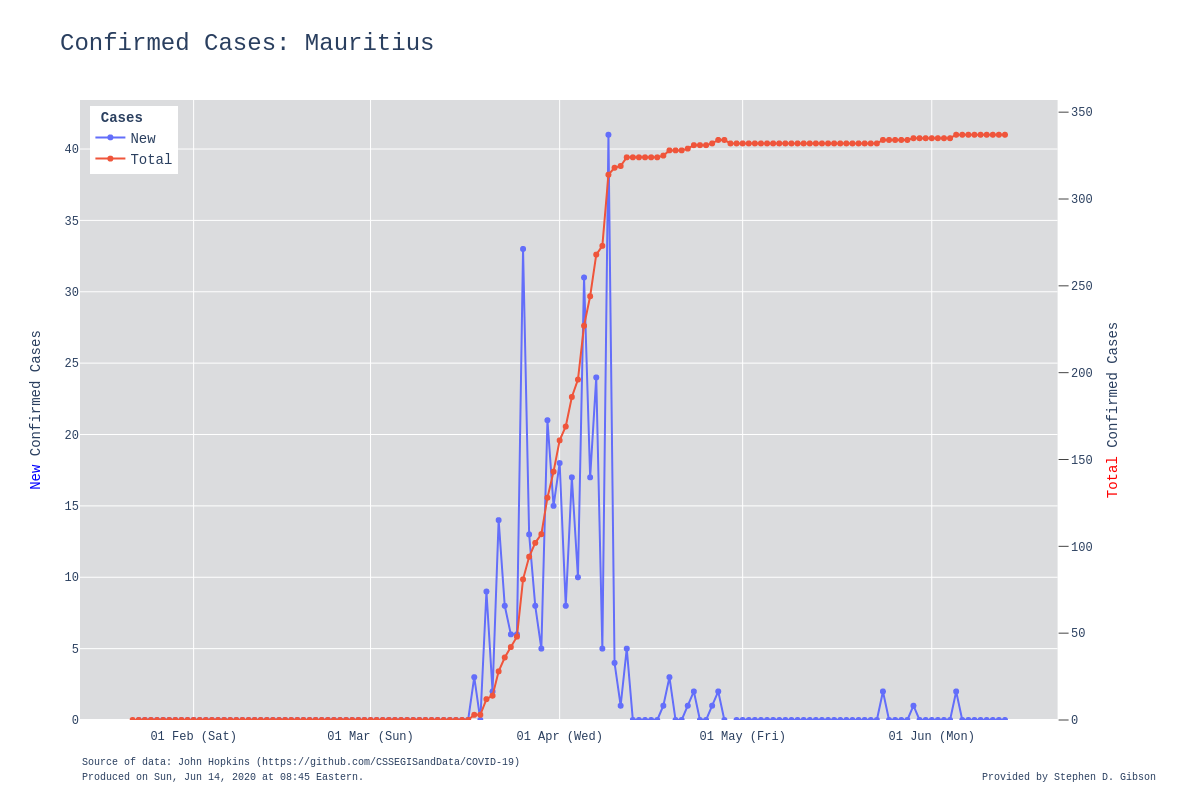 Confirmed Cases: Mauritius
Cases
New
Total
40
35
30
25
20
15
10
5
0
350
300
250
200
150
100
50
0
New Confirmed Cases
Total Confirmed Cases
01 Feb (Sat)
01 Mar (Sun)
01 Apr (Wed)
01 May (Fri)
01 Jun (Mon)
Source of data: John Hopkins (https://github.com/CSSEGISandData/COVID-19)
Produced on Sun, Jun 14, 2020 at 08:45 Eastern.
Provided by Stephen D. Gibson